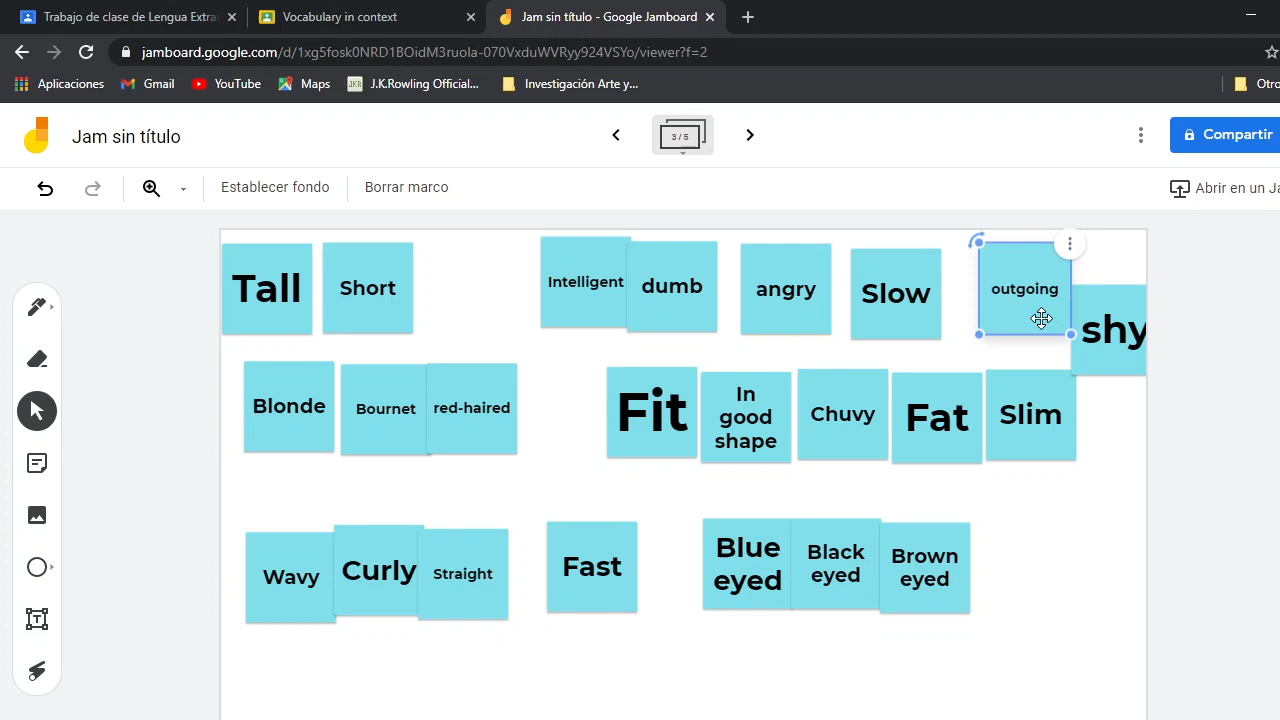 Trabajo de clase de Lengua Extra
Vocabulary in context
Jam sin título - Google Jamboard
jamboard.google.com/d/1xg5fosk0NRD1BOidM3ruola-070VxduWVRyy924VSYo/viewer?f=2
Aplicaciones
Gmail
YouTube
Maps
JKR
J.K.Rowling Official...
Investigación Arte y...
Otro
Jam sin título
3 / 5
Compartir
Establecer fondo
Borrar marco
Abrir en un Ja
Tall
Short
Intelligent
dumb
angry
Slow
outgoing
shy
Blonde
Bournet
red-haired
Fit
In
good
shape
Chuvy
Fat
Slim
Wavy
Curly
Straight
Fast
Blue
eyed
Black
eyed
Brown
eyed